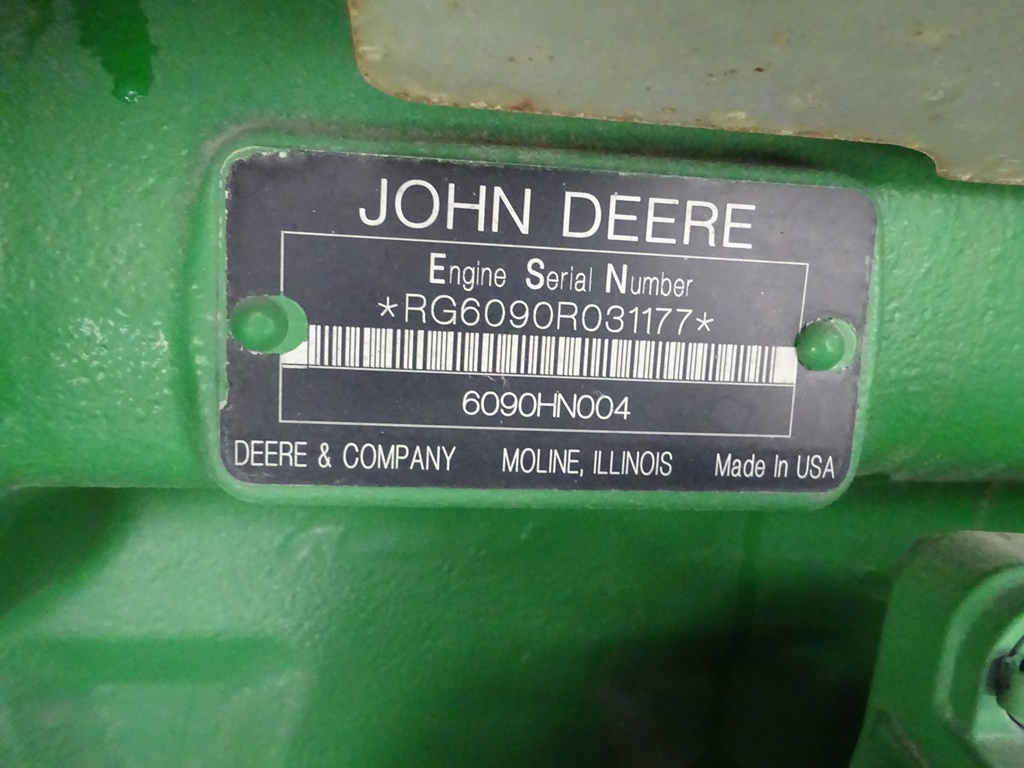 JOHN DEERE
Engine Serial Number
*RG6090R031177*
6090HN004
DEERE & COMPANY MOLINE, ILLINOIS Made In USA